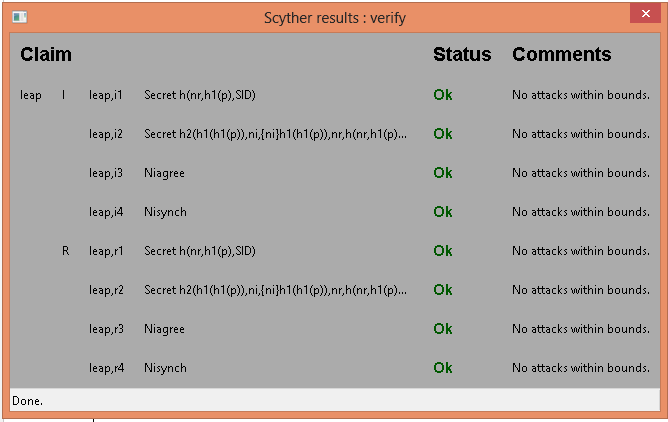 Scyther results : verify
Claim Status Comments
leap I leap,i1 Secret h(nr,h1(p),SID) Ok No attacks within bounds.
leap,i2 Secret h2(h1(h1(p)),ni,{ni}h1(h1(p)),nr,h(nr,h1(p)... Ok No attacks within bounds.
leap,i3 Niagree Ok No attacks within bounds.
leap,i4 Nisynch Ok No attacks within bounds.
R leap,r1 Secret h(nr,h1(p),SID) Ok No attacks within bounds.
leap,r2 Secret h2(h1(h1(p)),ni,{ni}h1(h1(p)),nr,h(nr,h1(p)... Ok No attacks within bounds.
leap,r3 Niagree Ok No attacks within bounds.
leap,r4 Nisynch Ok No attacks within bounds.
Done.